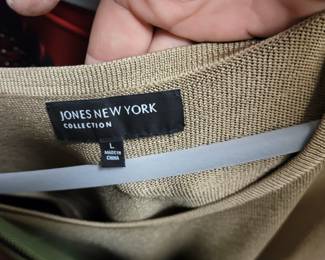 JONES NEW YORK
COLLECTION
L
MADE IN
CHINA